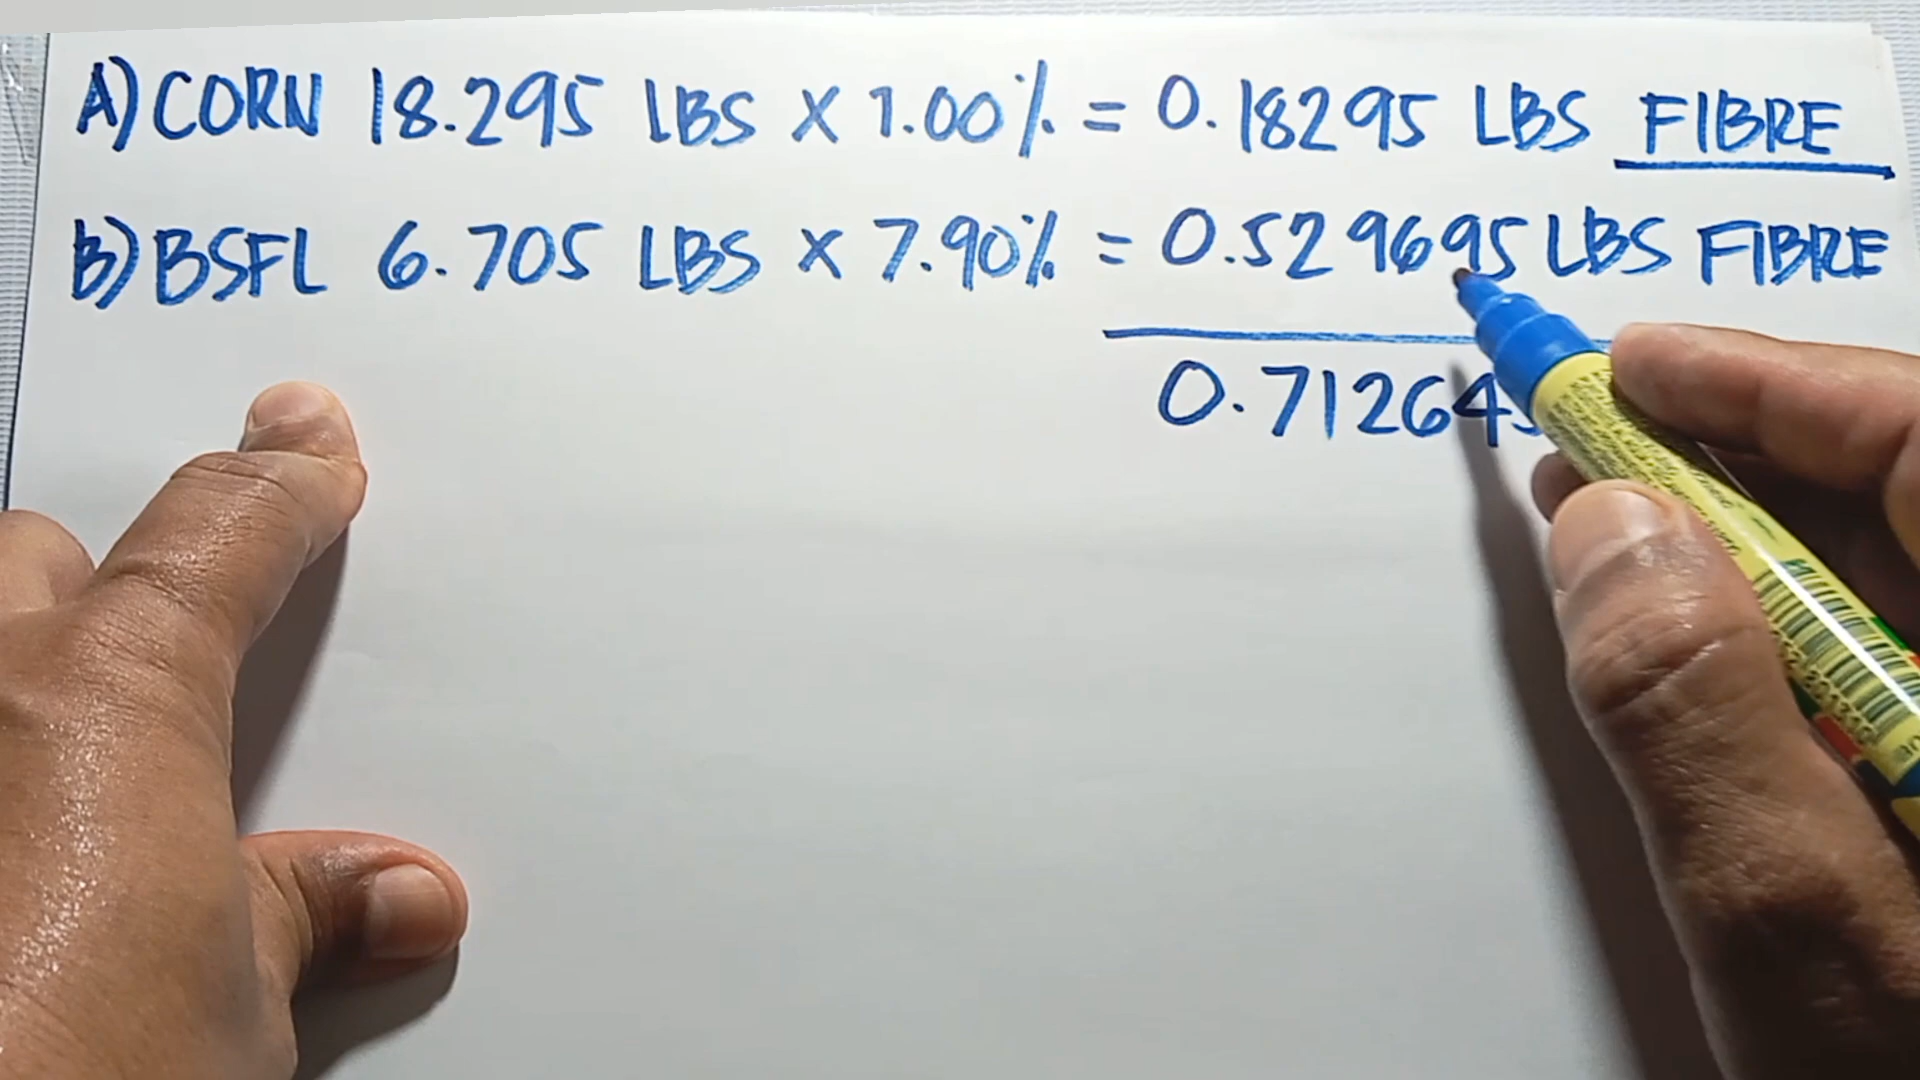 A) CORN 18.295 LBS X 1.00% = 0.18295 LBS FIBRE
B) BSFL 6.705 LBS X 7.90% = 0.529695 LBS FIBRE
0.71264